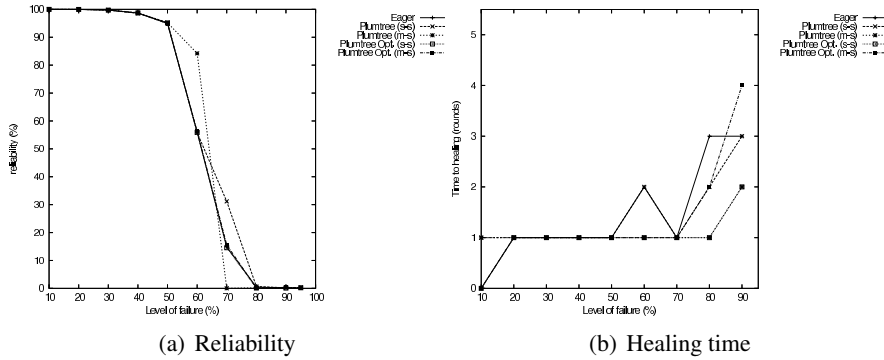 Eager
Plumtree (s-s)
Plumtree (m-s)
Plumtree Opt. (s-s)
Plumtree Opt. (m-s)
reliability (%)
100
90
80
70
60
50
40
30
20
10
0
10 20 30 40 50 60 70 80 90 100
Level of failure (%)
(a) Reliability
Eager
Plumtree (s-s)
Plumtree (m-s)
Plumtree Opt. (s-s)
Plumtree Opt. (m-s)
Time to healing (rounds)
5
4
3
2
1
0
10 20 30 40 50 60 70 80 90
Level of failure (%)
(b) Healing time